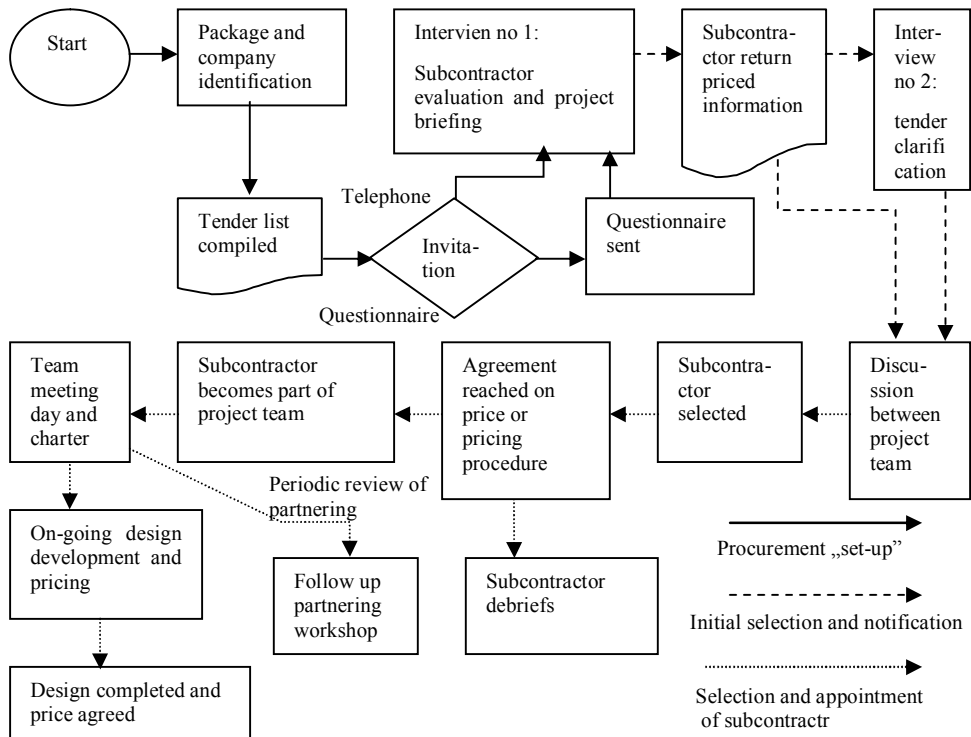 Start
Package and
company
identification
Intervien no 1:
Subcontractor
evaluation and project
briefing
Subcontra-
ctor return
priced
information
Inter-
view
no 2:
tender
clarifi
cation
Telephone
Tender list
compiled
Invita-
tation
Questionnaire
sent
Questionnaire
Team
meeting
day and
charter
Subcontractor
becomes part of
project team
Agreement
reached on
price or
pricing
procedure
Subcontra-
ctor
selected
Discu-
ssion
between
project
team
Periodic review of
partnering
On-going design
development and
pricing
Follow up
partnering
workshop
Subcontractor
debriefs
Procurement „set-up”
Initial selection and notification
Design completed and
price agreed
Selection and appointment
of subcontractr